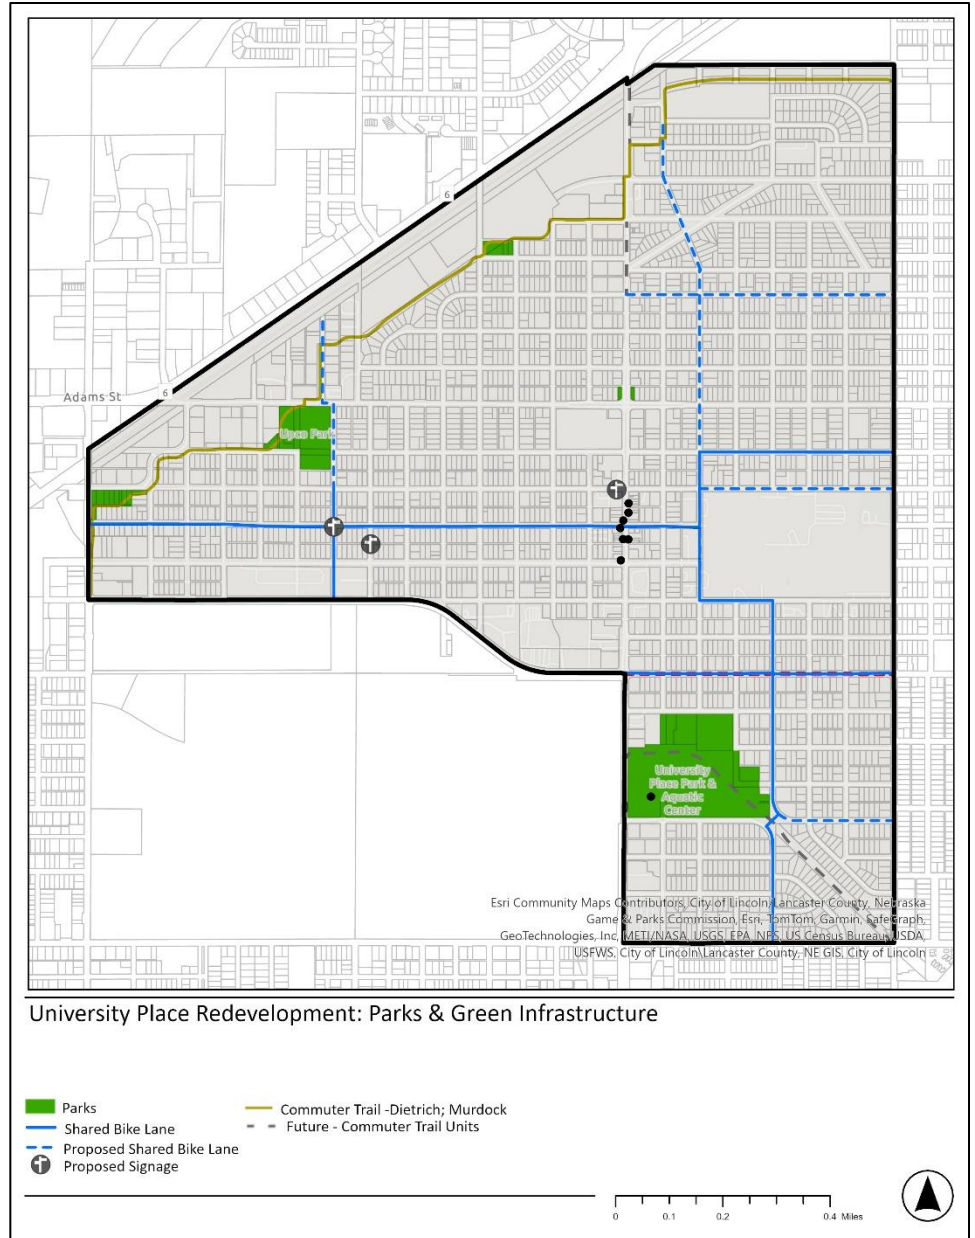 6
Adams St
6
Upco Park
University
Place Park &
Aquatic
Center
Esri Community Maps Contributors, City of Lincoln/Lancaster County, Nebraska
Game & Parks Commission, Esri, TomTom, Garmin, SafeGraph,
GeoTechnologies, Inc, METI/NASA, USGS, EPA, NPS, US Census Bureau, USDA,
USFWS, City of Lincoln\Lancaster County, NE GIS, City of Lincoln
University Place Redevelopment: Parks & Green Infrastructure
Parks
Shared Bike Lane
Proposed Shared Bike Lane
Proposed Signage
Commuter Trail -Dietrich; Murdock
Future - Commuter Trail Units
0 0.1 0.2 0.4 Miles